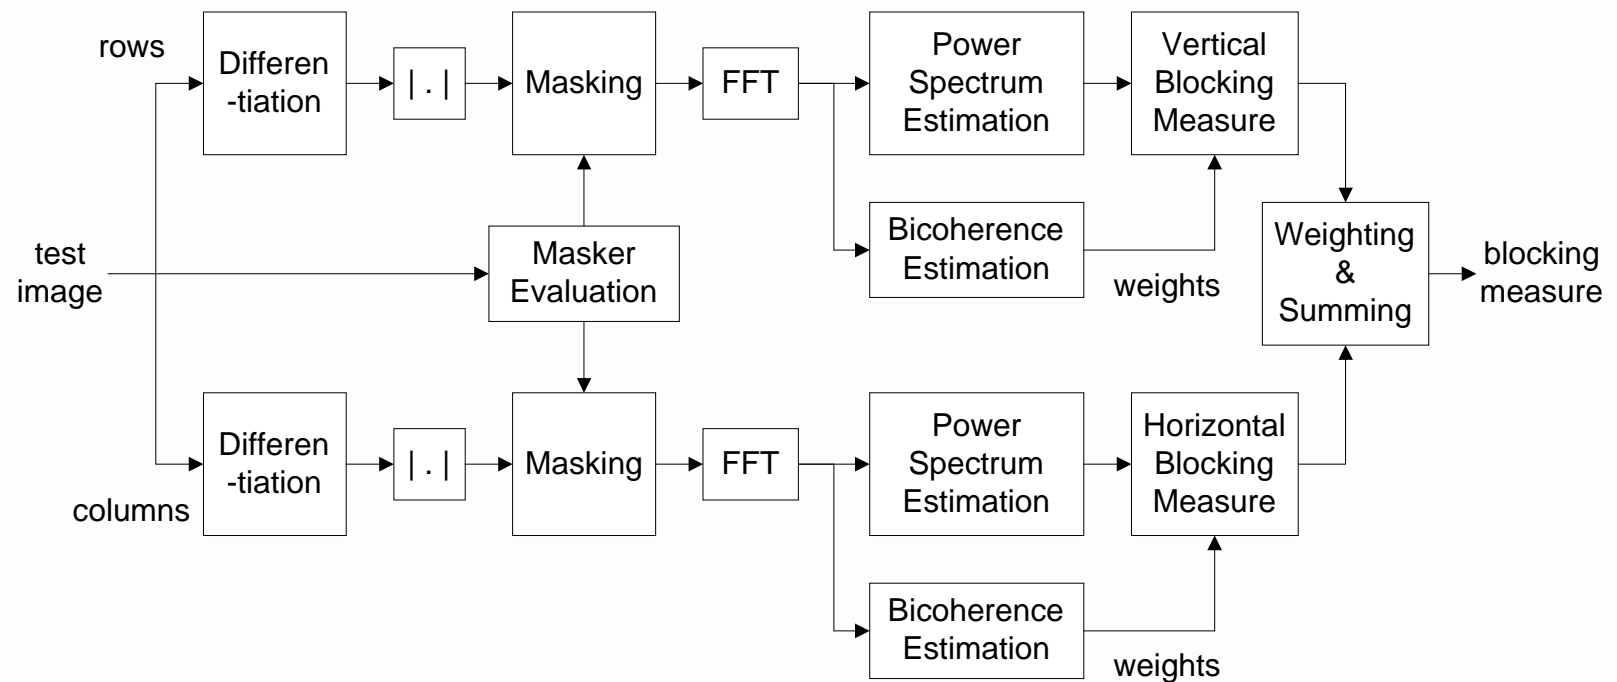 rows
Differen
-tiation
| . |
Masking
FFT
Power
Spectrum
Estimation
Vertical
Blocking
Measure
Bicoherence
Estimation
weights
test
image
Masker
Evaluation
Weighting
&
Summing
blocking
measure
columns
Differen
-tiation
| . |
Masking
FFT
Power
Spectrum
Estimation
Horizontal
Blocking
Measure
Bicoherence
Estimation
weights